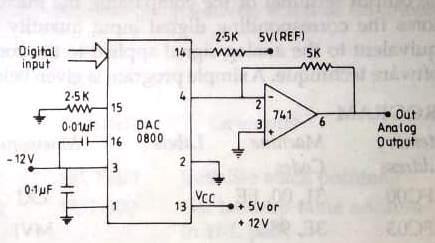 2·5K
5V(REF)
5K
Digital
input
14
4
2
3
741
6
Out
Analog
Output
2·5K
15
0·01μF
16
DAC
0800
-12V
3
2
0·1μF
13
VCC
+ 5V or
+ 12V